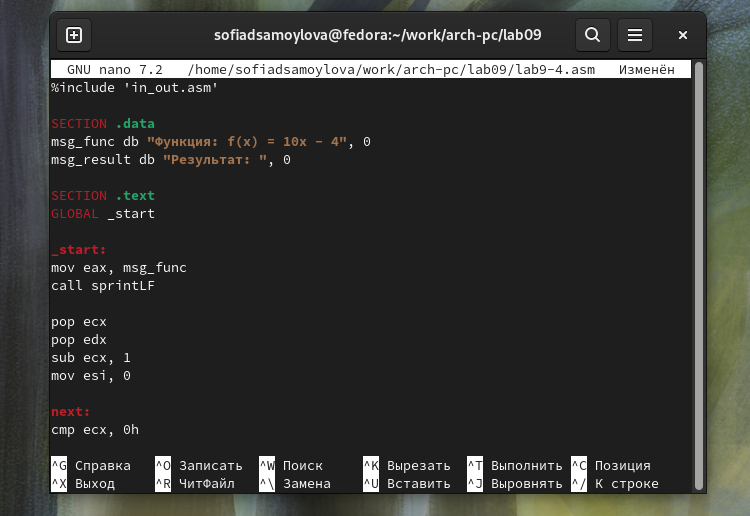 sofiadsamoylova@fedora:~/work/arch-pc/lab09
GNU nano 7.2 /home/sofiadsamoylova/work/arch-pc/lab09/lab9-4.asm Изменён
%include 'in_out.asm'
SECTION .data
msg_func db "Функция: f(x) = 10x - 4", 0
msg_result db "Результат: ", 0
SECTION .text
GLOBAL _start
_start:
mov eax, msg_func
call sprintLF
pop ecx
pop edx
sub ecx, 1
mov esi, 0
next:
cmp ecx, 0h
^G Справка ^O Записать ^W Поиск ^K Вырезать ^T Выполнить ^C Позиция
^X Выход ^R ЧитФайл ^\ Замена ^U Вставить ^J Выровнять ^/ К строке